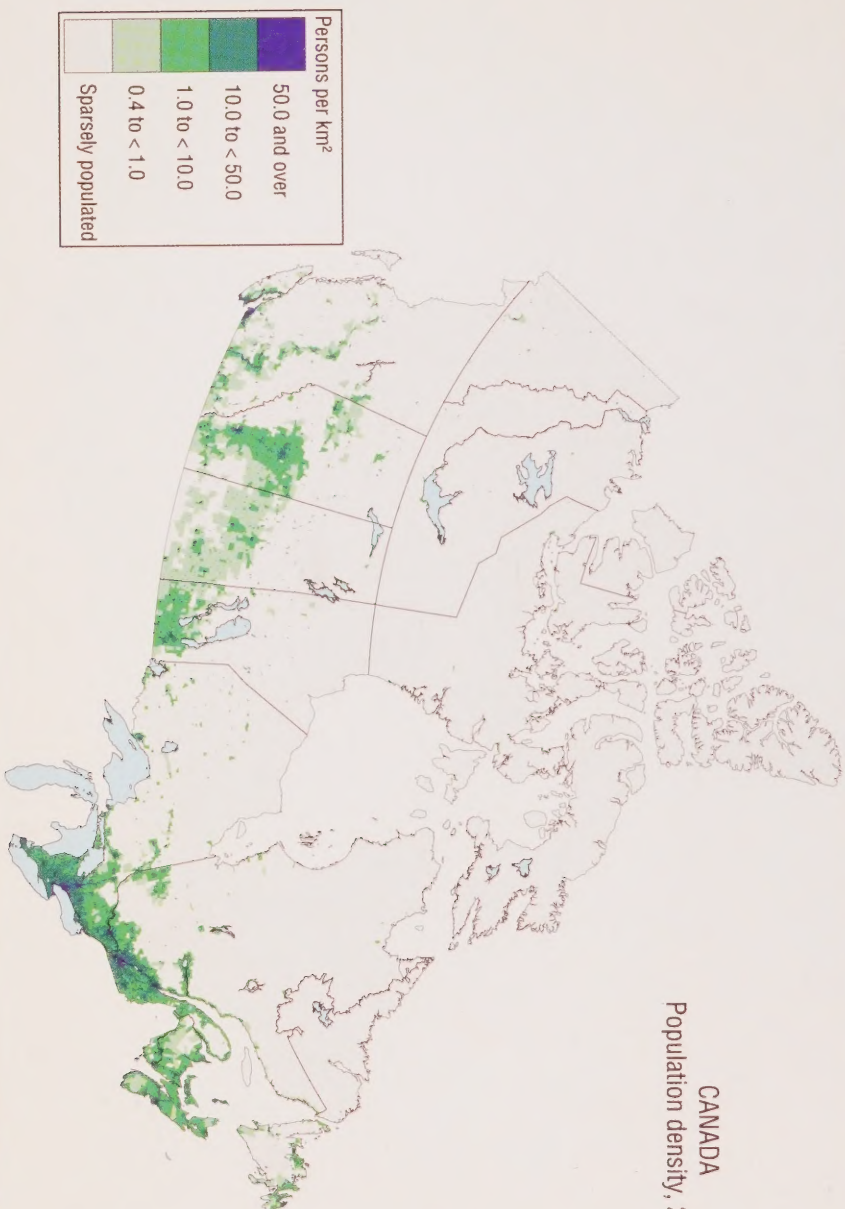 CANADA
Population density,
Persons per km²
50.0 and over
10.0 to < 50.0
1.0 to < 10.0
0.4 to < 1.0
Sparsely populated